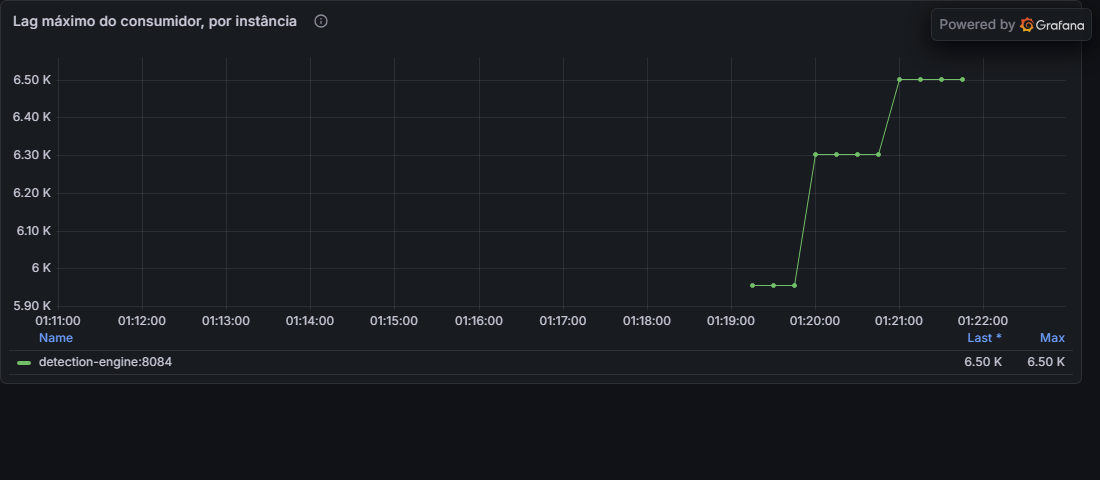 Lag máximo do consumidor, por instância
Powered by Grafana
6.50 K
6.40 K
6.30 K
6.20 K
6.10 K
6 K
5.90 K
01:11:00 01:12:00 01:13:00 01:14:00 01:15:00 01:16:00 01:17:00 01:18:00 01:19:00 01:20:00 01:21:00 01:22:00
Name Last * Max
detection-engine:8084 6.50 K 6.50 K